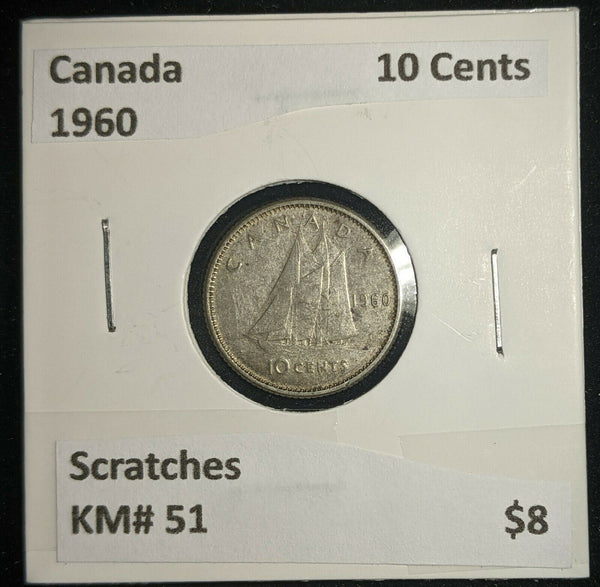 Canada 10 Cents
1960
CANADA
1960
10 CENTS
Scratches
KM# 51 $8